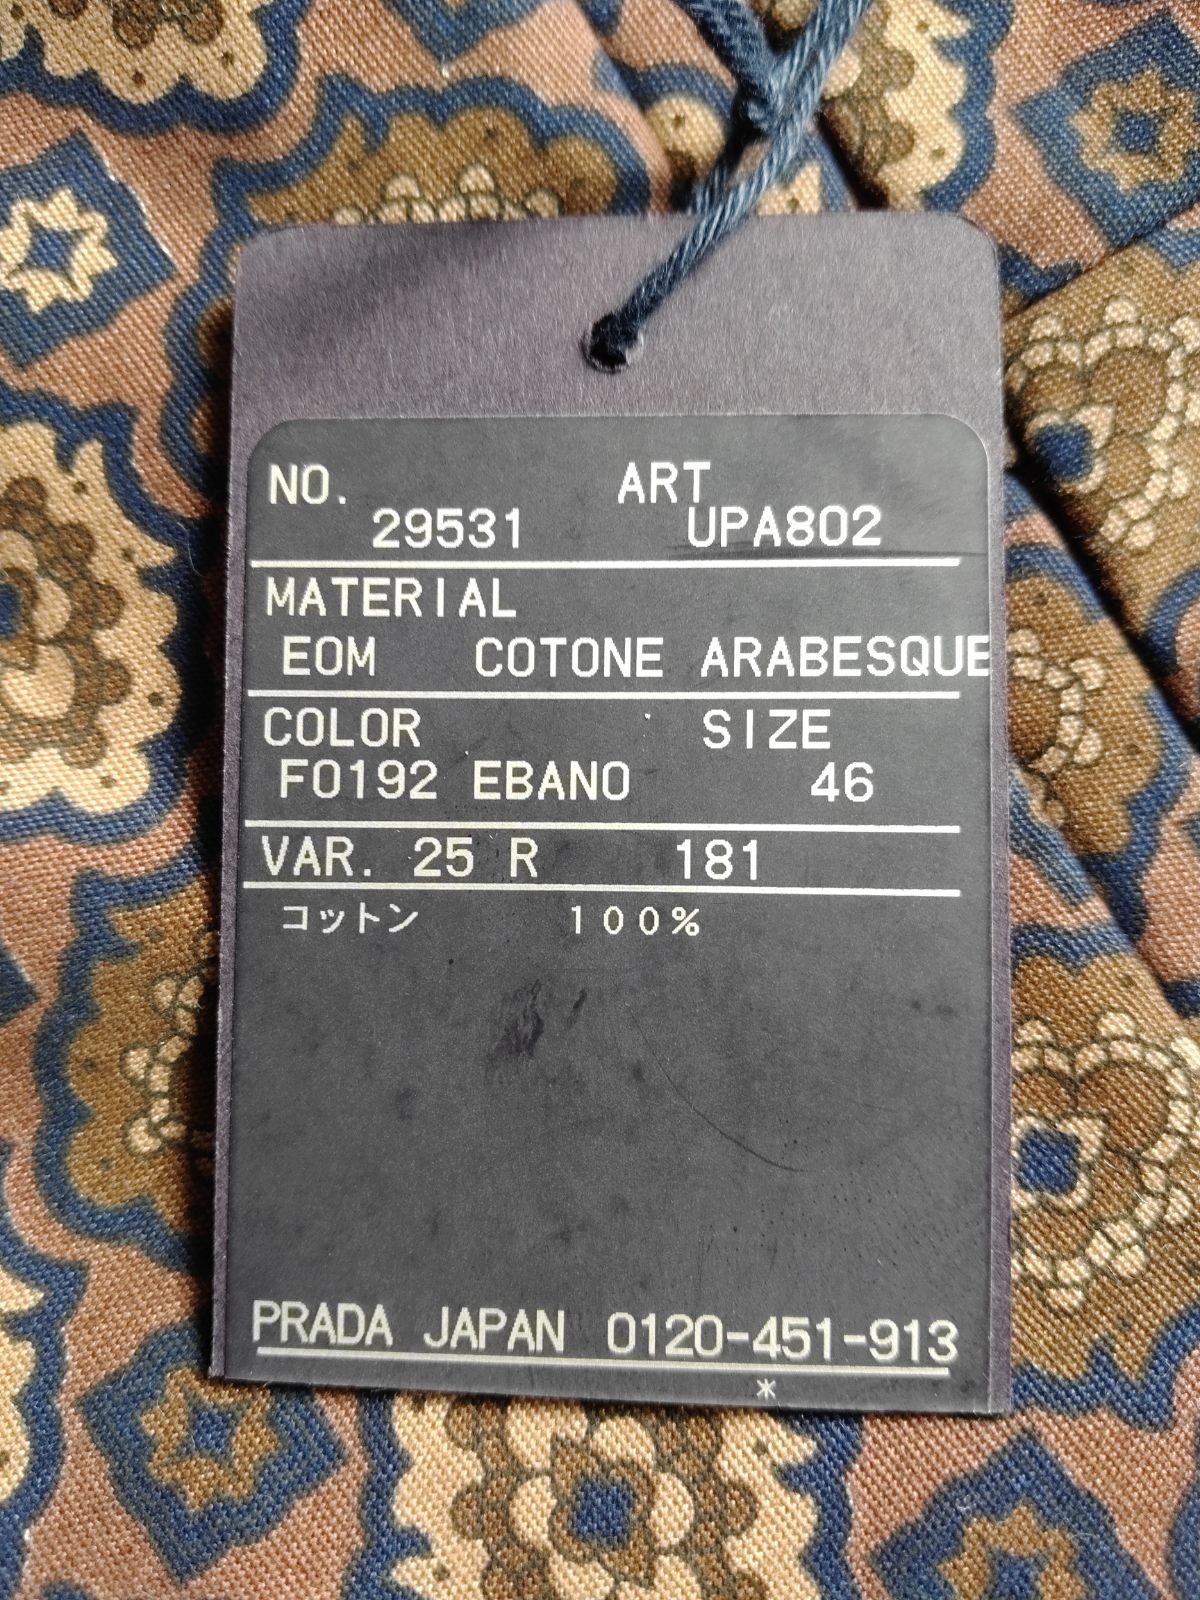 NO. ART
29531 UPA802
MATERIAL
EOM COTONE ARABESQUE
COLOR SIZE
F0192 EBANO 46
VAR. 25 R 181
コットン 100%
PRADA JAPAN 0120-451-913
*